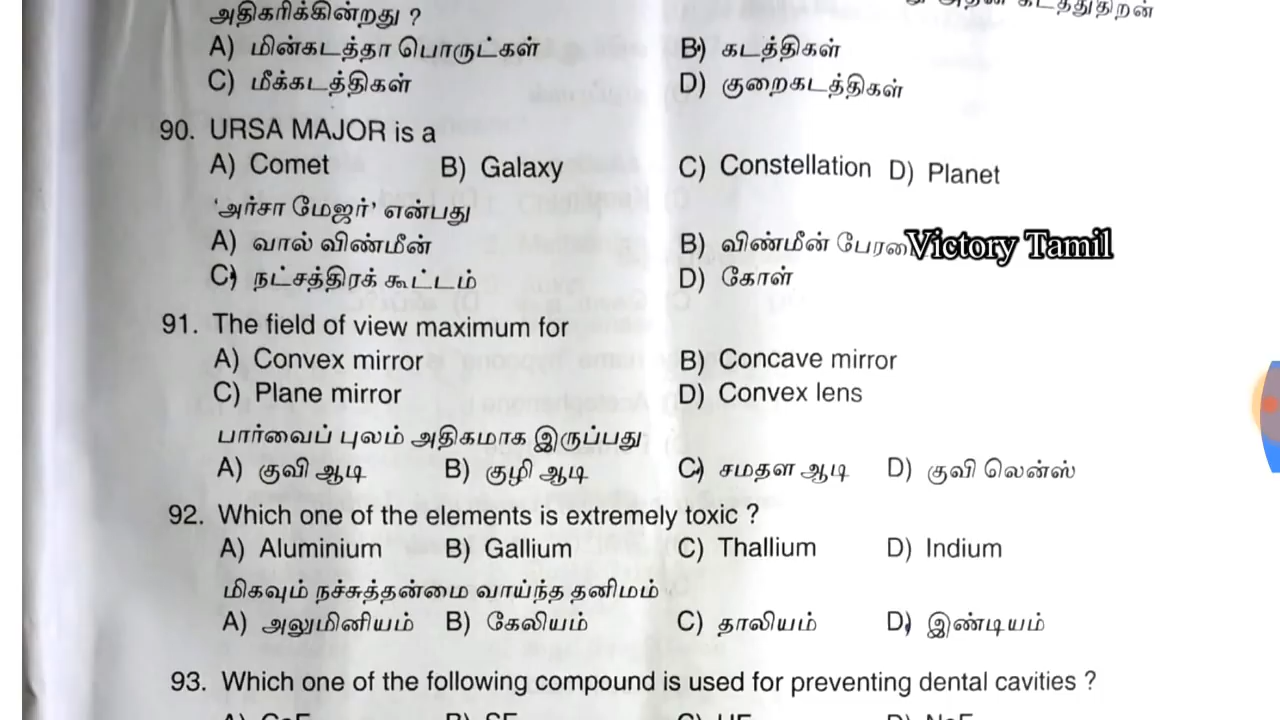 அதிகரிக்கின்றது ?
A) மின்கடத்தா பொருட்கள் B) கடத்திகள்
C) மீக்கடத்திகள் D) குறைகடத்திகள்
90. URSA MAJOR is a
A) Comet B) Galaxy C) Constellation D) Planet
‘அர்சா மேஜர்’ என்பது
A) வால் விண்மீன் B) விண்மீன் Victory Tamil
C) நட்சத்திரக் கூட்டம் D) கோள்
91. The field of view maximum for
A) Convex mirror B) Concave mirror
C) Plane mirror D) Convex lens
பார்வைப் புலம் அதிகமாக இருப்பது
A) குவி ஆடி B) குழி ஆடி C) சமதள ஆடி D) குவி லென்ஸ்
92. Which one of the elements is extremely toxic ?
A) Aluminium B) Gallium C) Thallium D) Indium
மிகவும் நச்சுத்தன்மை வாய்ந்த தனிமம்
A) அலுமினியம் B) கேலியம் C) தாலியம் D) இண்டியம்
93. Which one of the following compound is used for preventing dental cavities ?